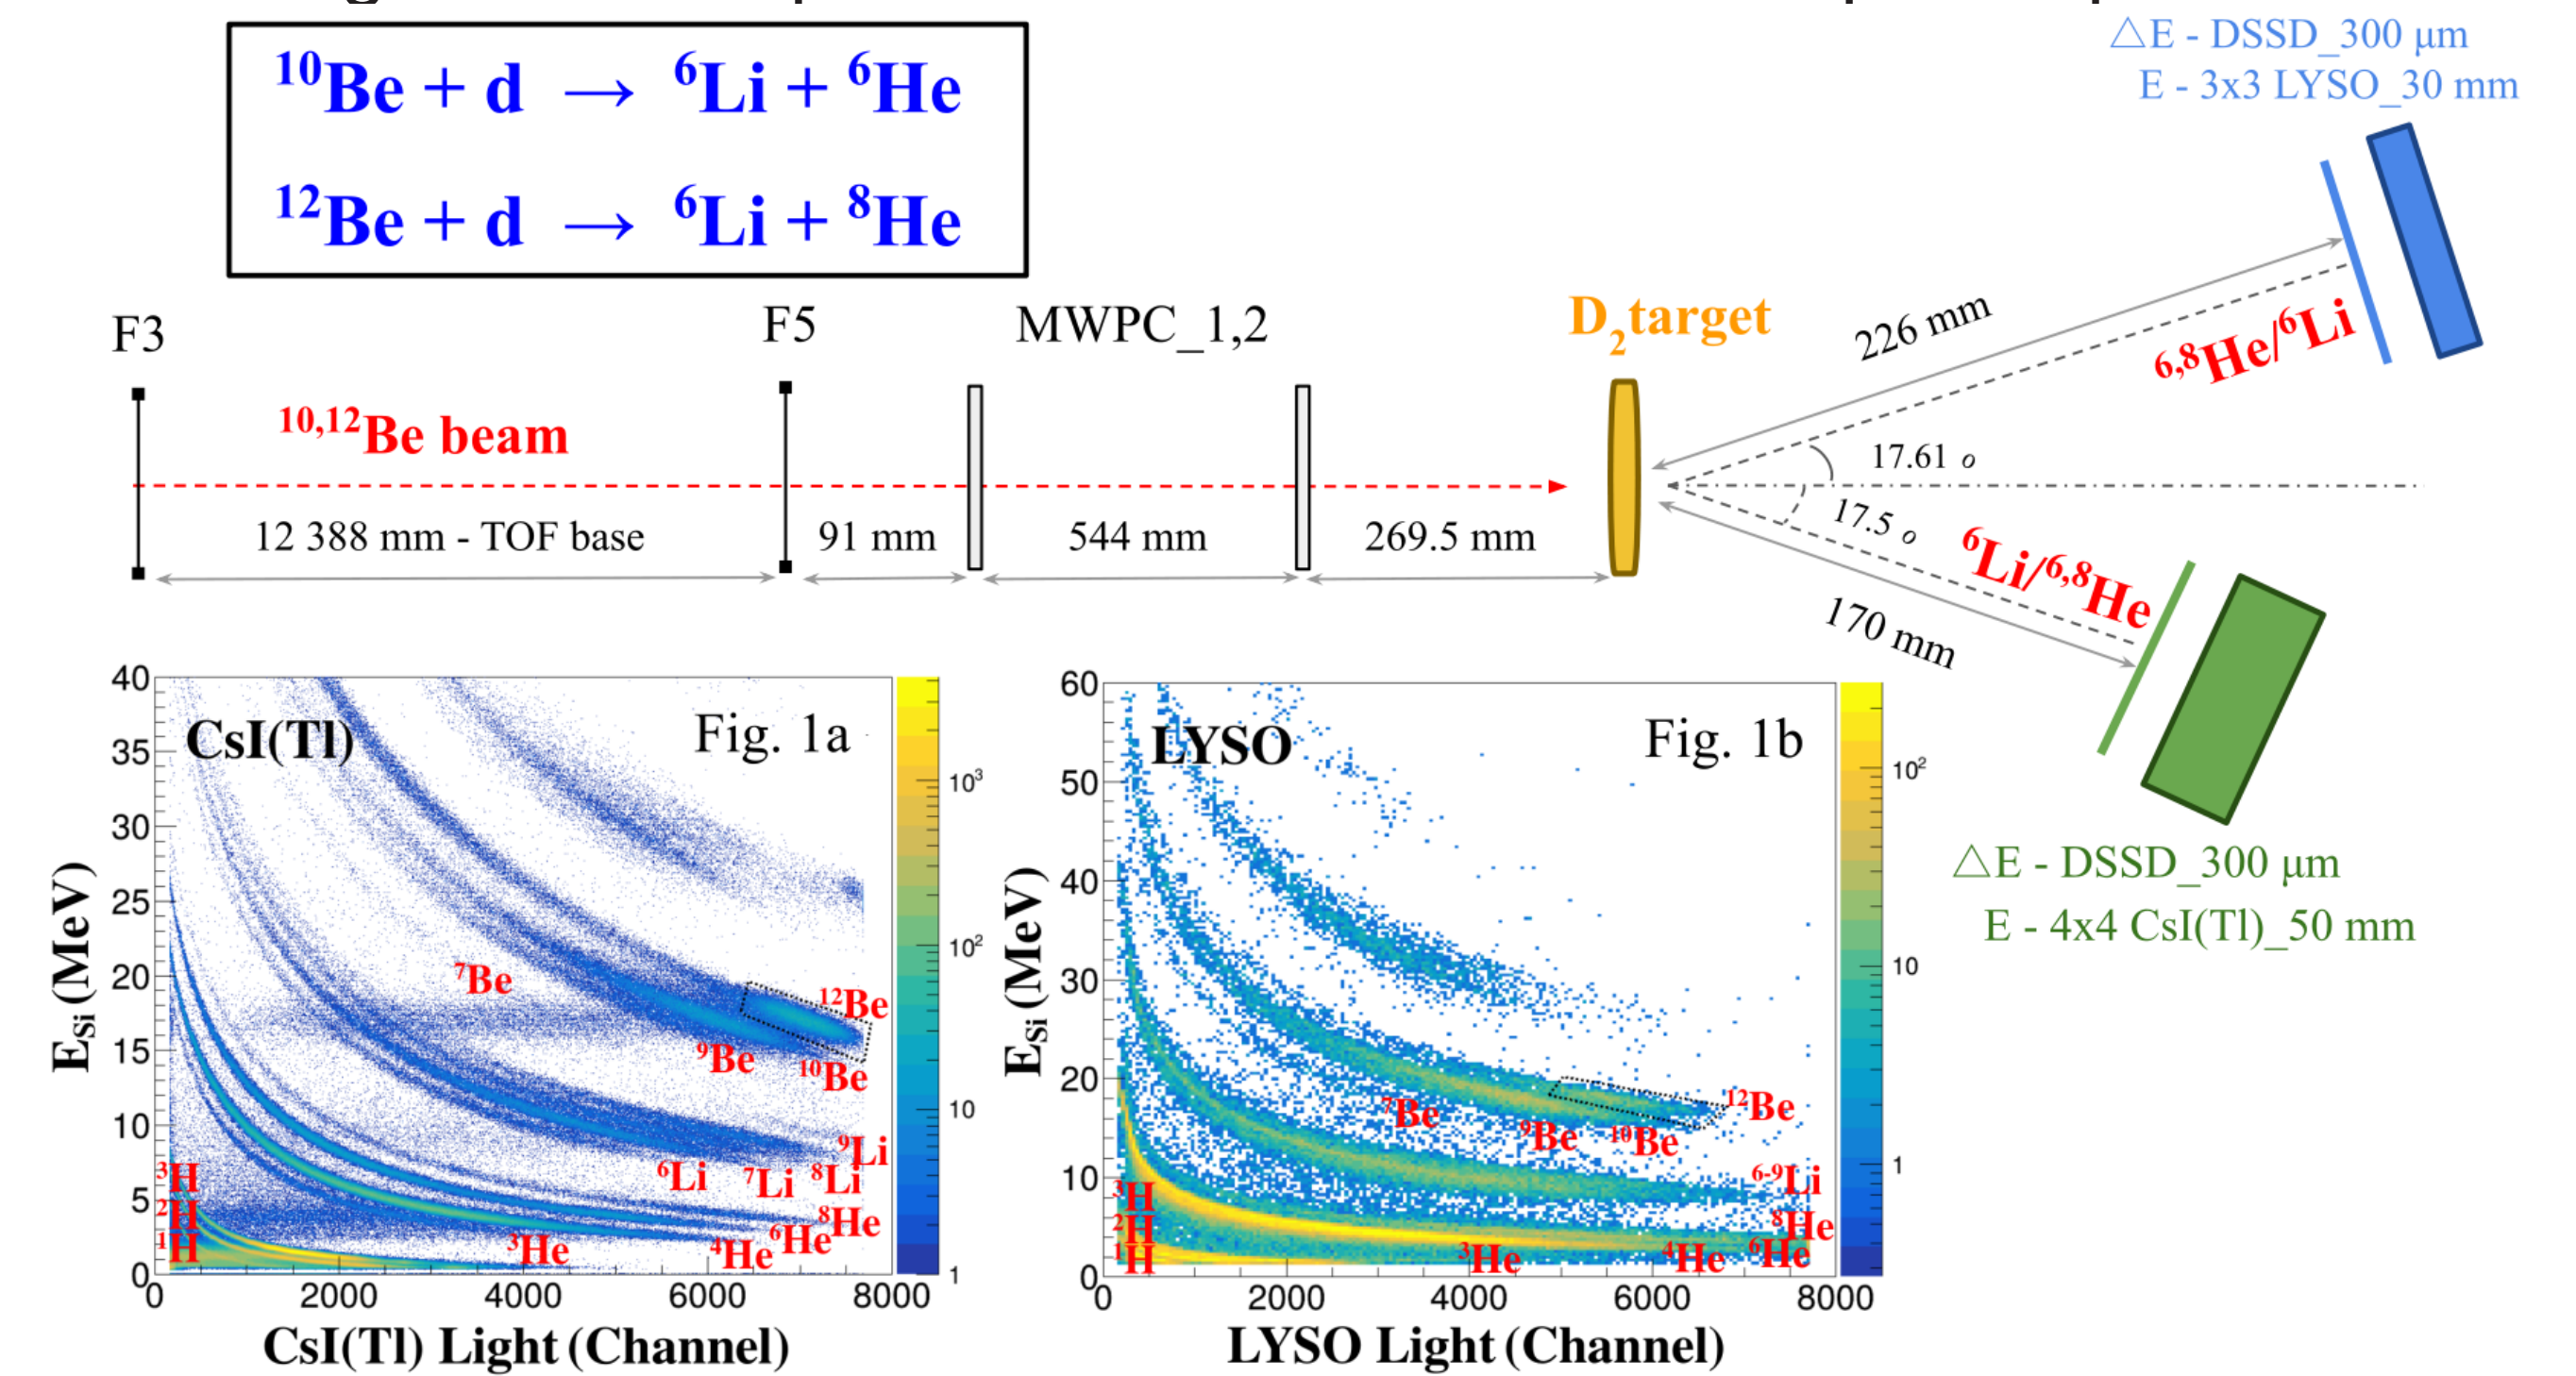 ¹⁰Be + d → ⁶Li + ⁶He
¹²Be + d → ⁶Li + ⁸He
△E - DSSD_300 μm
E - 3x3 LYSO_30 mm
F3
F5
MWPC_1,2
D₂target
¹⁰,¹²Be beam
12 388 mm - TOF base
91 mm
544 mm
269.5 mm
226 mm
⁶,⁸He/⁶Li
17.61 o
17.5 o
⁶Li/⁶,⁸He
170 mm
△E - DSSD_300 μm
E - 4x4 CsI(Tl)_50 mm
CsI(Tl)
Fig. 1a
40
35
30
25
20
15
10
5
0
E_Si (MeV)
⁷Be
¹²Be
⁹Be
¹⁰Be
⁹Li
⁶Li
⁷Li
⁸Li
³H
²H
¹H
³He
⁴He
⁶He
⁸He
10³
10²
10
1
0
2000
4000
6000
8000
CsI(Tl) Light (Channel)
LYSO
Fig. 1b
60
50
40
30
20
10
0
E_Si (MeV)
⁷Be
⁹Be
¹⁰Be
¹²Be
⁶⁻⁹Li
³H
²H
¹H
³He
⁴He
⁶He
⁸He
10²
10
1
0
2000
4000
6000
8000
LYSO Light (Channel)